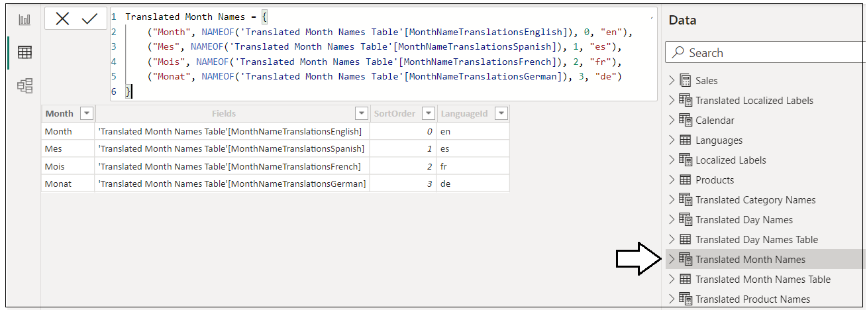 1 Translated Month Names = {
2 ("Month", NAMEOF('Translated Month Names Table'[MonthNameTranslationsEnglish]), 0, "en"),
3 ("Mes", NAMEOF('Translated Month Names Table'[MonthNameTranslationsSpanish]), 1, "es"),
4 ("Mois", NAMEOF('Translated Month Names Table'[MonthNameTranslationsFrench]), 2, "fr"),
5 ("Monat", NAMEOF('Translated Month Names Table'[MonthNameTranslationsGerman]), 3, "de")
6 }
Month Fields SortOrder LanguageId
Month 'Translated Month Names Table'[MonthNameTranslationsEnglish] 0 en
Mes 'Translated Month Names Table'[MonthNameTranslationsSpanish] 1 es
Mois 'Translated Month Names Table'[MonthNameTranslationsFrench] 2 fr
Monat 'Translated Month Names Table'[MonthNameTranslationsGerman] 3 de
Data
Search
Sales
Translated Localized Labels
Calendar
Languages
Localized Labels
Products
Translated Category Names
Translated Day Names
Translated Day Names Table
Translated Month Names
Translated Month Names Table
Translated Product Names